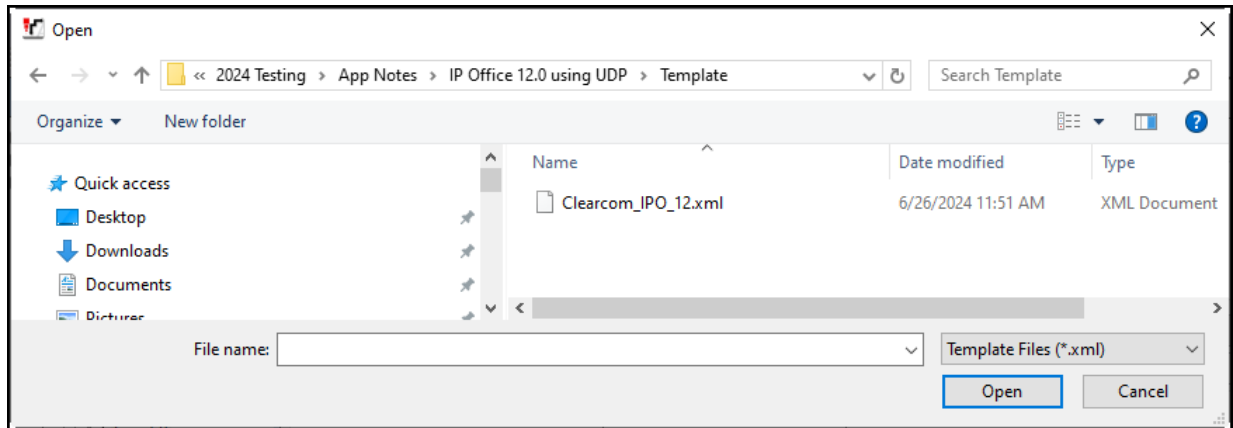 Open
« 2024 Testing › App Notes › IP Office 12.0 using UDP › Template
Search Template
Organize
New folder
Name
Date modified
Type
Quick access
Clearcom_IPO_12.xml
6/26/2024 11:51 AM
XML Document
Desktop
Downloads
Documents
Pictures
File name:
Template Files (*.xml)
Open
Cancel